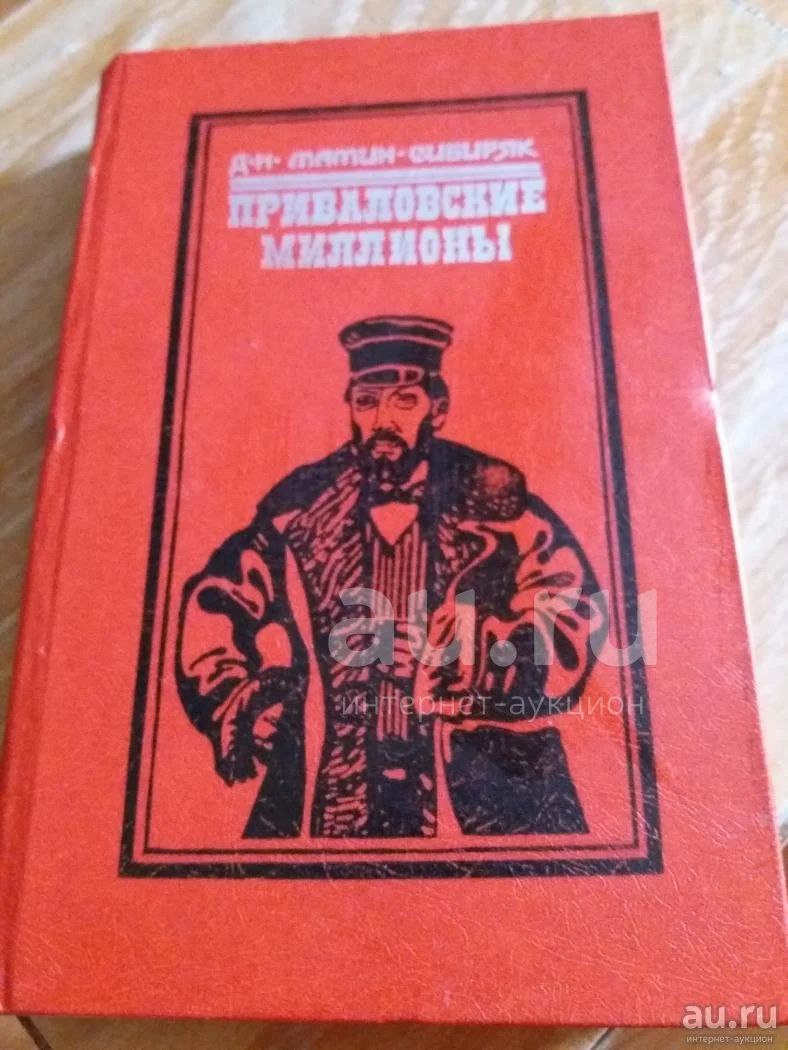 Д·Н· МАМИН-СИБИРЯК
ПРИВАЛОВСКИЕ
МИЛЛИОНЫ
au.ru
интернет-аукцион
au.ru
интернет-аукцион